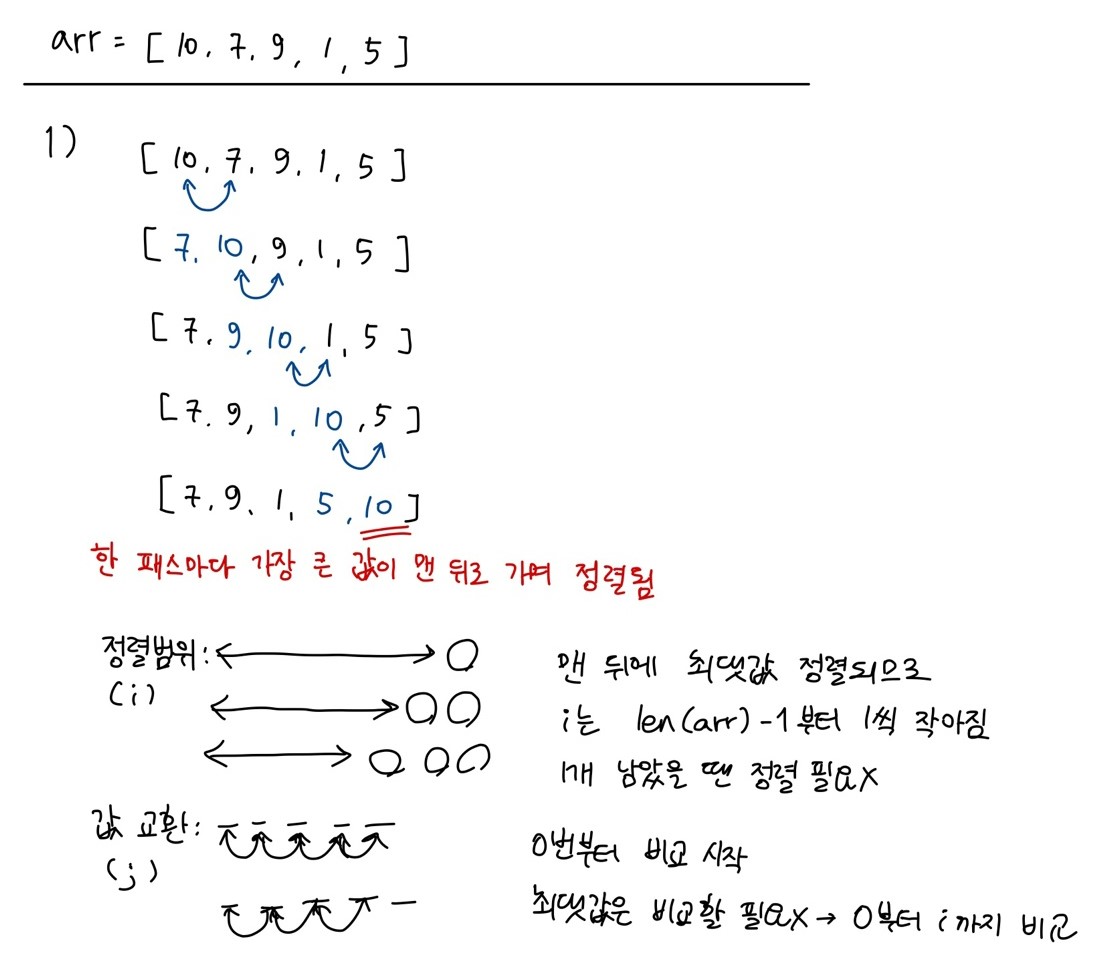 arr = [ 10, 7, 9, 1, 5 ]
1)
[ 10, 7, 9, 1, 5 ]
[ 7, 10, 9, 1, 5 ]
[ 7, 9, 10, 1, 5 ]
[ 7, 9, 1, 10, 5 ]
[ 7, 9, 1, 5, 10 ]
한 패스마다 가장 큰 값이 맨 뒤로 가며 정렬됨
정렬범위:
(i)
맨 뒤에 최댓값 정렬되므로
i는 len(arr)-1부터 1씩 작아짐
1개 남았을 땐 정렬 필요X
값 교환:
(j)
0번부터 비교 시작
최댓값은 비교할 필요X → 0부터 i까지 비교